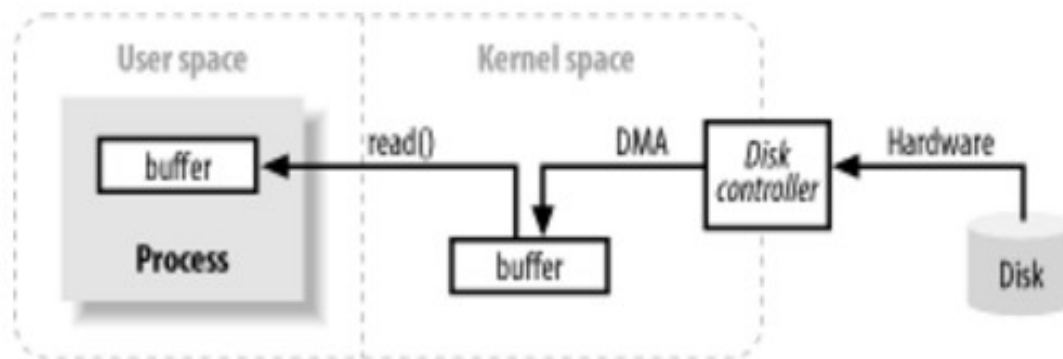 User space
Kernel space
buffer
Process
read()
buffer
DMA
Disk
controller
Hardware
Disk